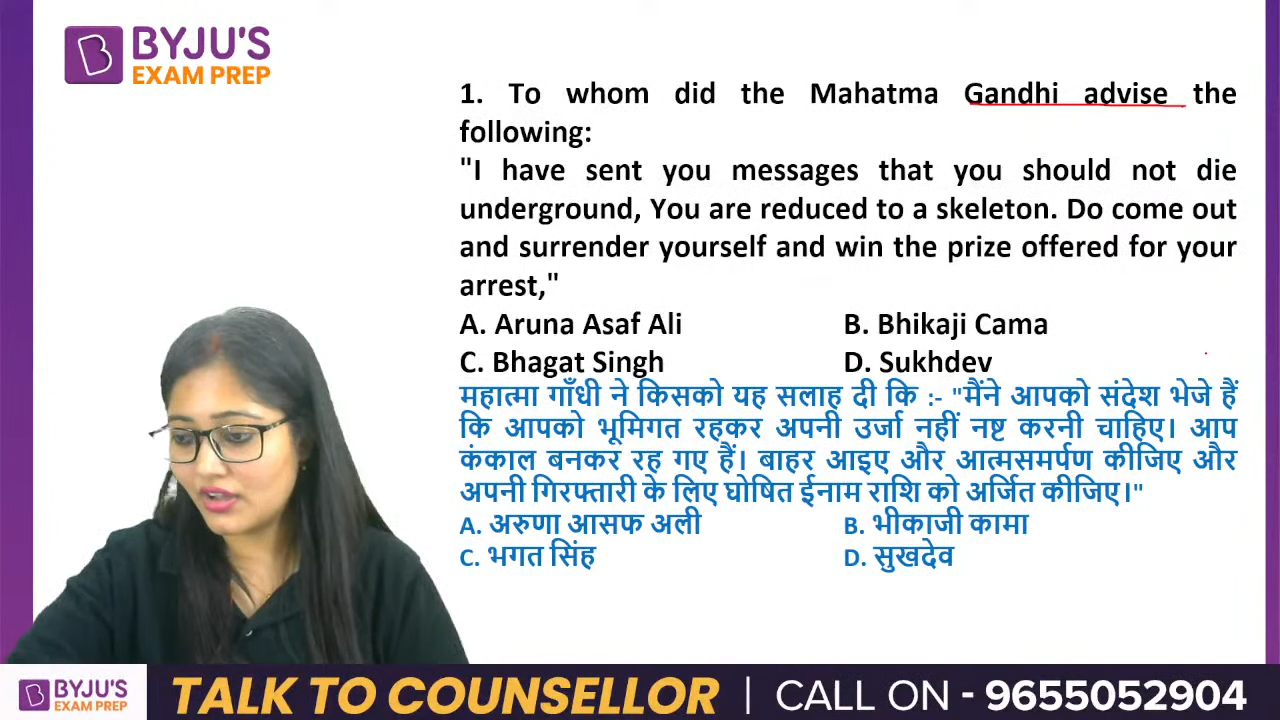 BYJU'S
EXAM PREP
1. To whom did the Mahatma Gandhi advise the
following:
"I have sent you messages that you should not die
underground, You are reduced to a skeleton. Do come out
and surrender yourself and win the prize offered for your
arrest,"
A. Aruna Asaf Ali B. Bhikaji Cama
C. Bhagat Singh D. Sukhdev
महात्मा गाँधी ने किसको यह सलाह दी कि :- "मैंने आपको संदेश भेजे हैं
कि आपको भूमिगत रहकर अपनी उर्जा नहीं नष्ट करनी चाहिए। आप
कंकाल बनकर रह गए हैं। बाहर आइए और आत्मसमर्पण कीजिए और
अपनी गिरफ्तारी के लिए घोषित ईनाम राशि को अर्जित कीजिए।"
A. अरुणा आसफ अली B. भीकाजी कामा
C. भगत सिंह D. सुखदेव
BYJU'S
EXAM PREP
TALK TO COUNSELLOR | CALL ON - 9655052904